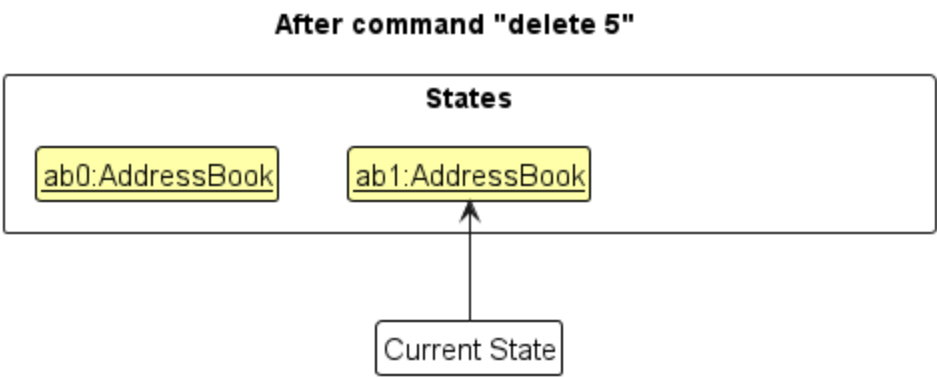 After command "delete 5"
States
ab0:AddressBook
ab1:AddressBook
Current State